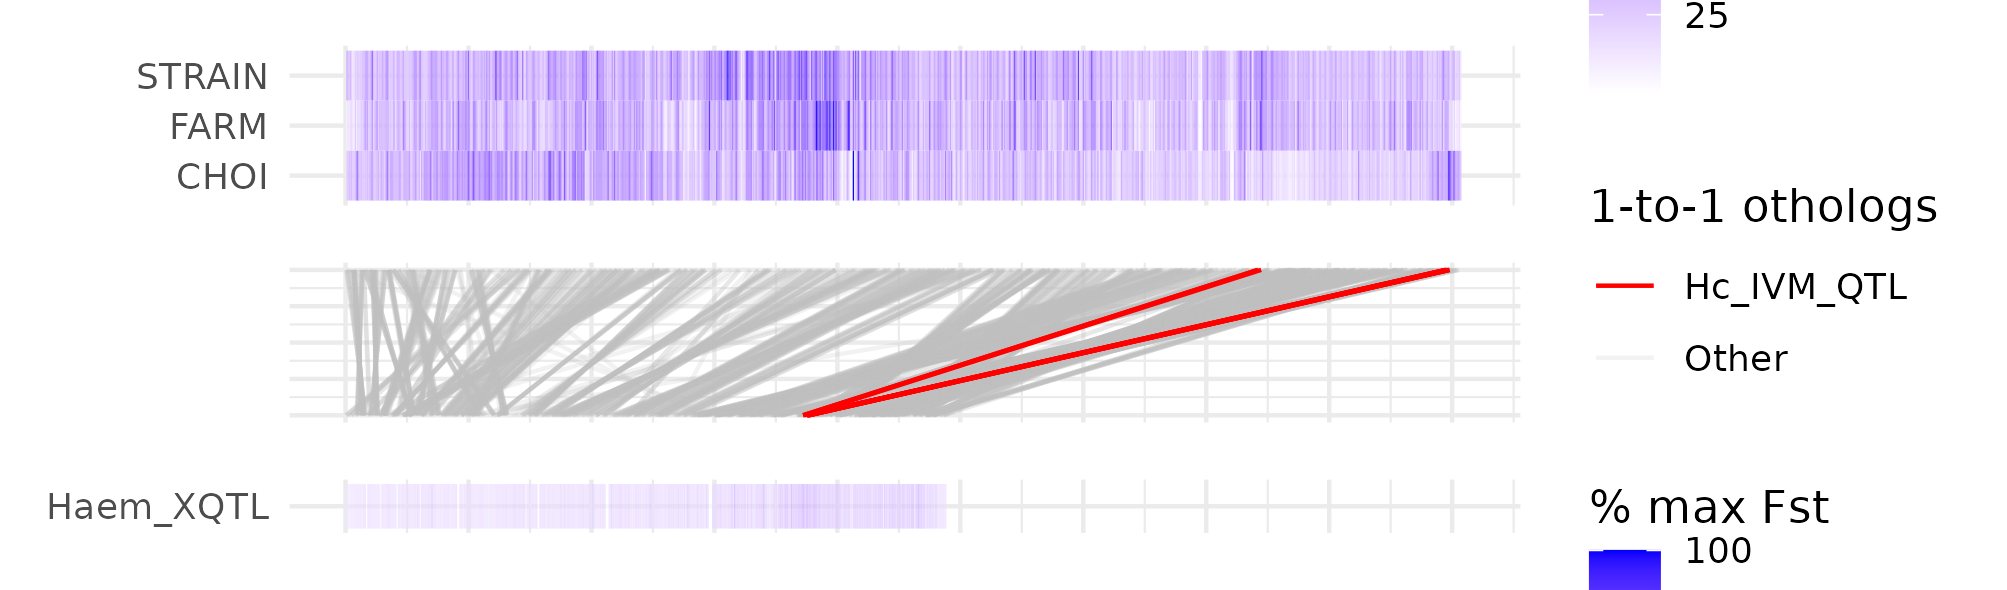 25
STRAIN
FARM
CHOI
1-to-1 othologs
Hc_IVM_QTL
Other
Haem_XQTL
% max Fst
100